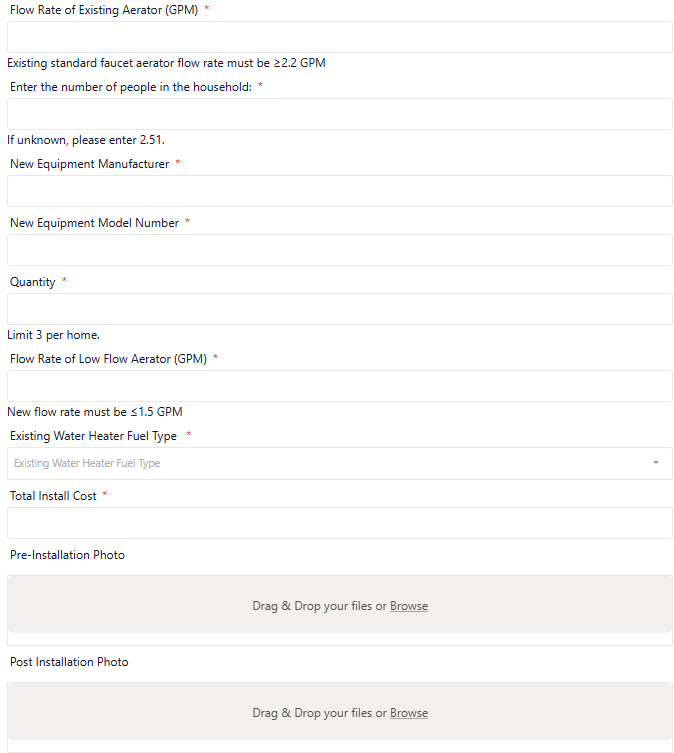 Flow Rate of Existing Aerator (GPM) *
Existing standard faucet aerator flow rate must be ≥2.2 GPM
Enter the number of people in the household: *
If unknown, please enter 2.51.
New Equipment Manufacturer *
New Equipment Model Number *
Quantity *
Limit 3 per home.
Flow Rate of Low Flow Aerator (GPM) *
New flow rate must be ≤1.5 GPM
Existing Water Heater Fuel Type *
Existing Water Heater Fuel Type
Total Install Cost *
Pre-Installation Photo
Drag & Drop your files or Browse
Post Installation Photo
Drag & Drop your files or Browse